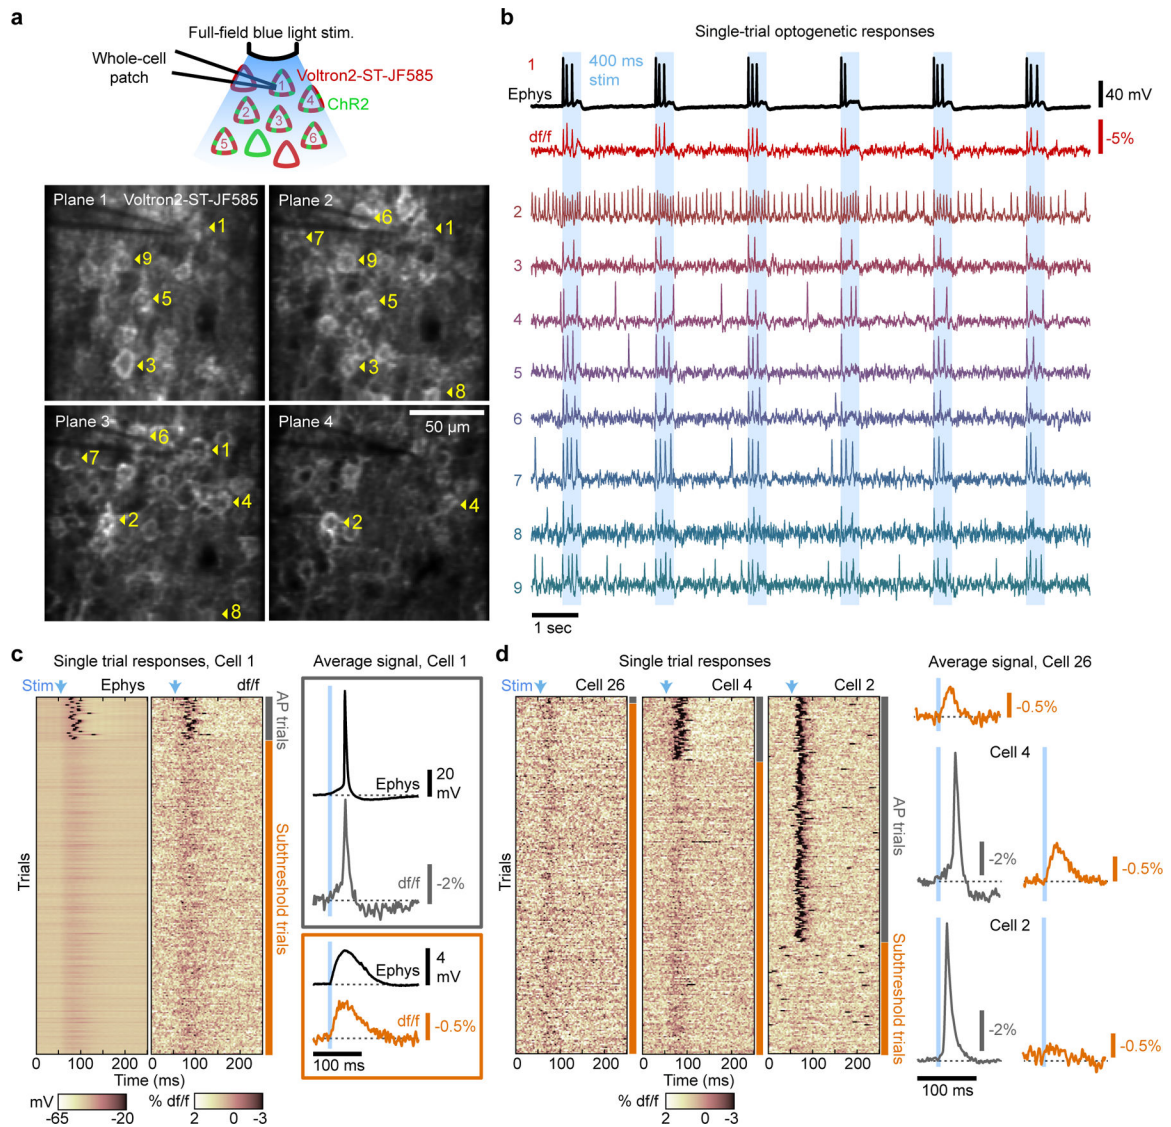 a
Full-field blue light stim.
Whole-cell
patch
Voltron2-ST-JF585
ChR2
1
2
3
4
5
6
Plane 1
Voltron2-ST-JF585
1
9
5
3
Plane 2
6
1
7
9
5
3
8
Plane 3
6
1
7
4
2
8
Plane 4
50 µm
4
2
b
Single-trial optogenetic responses
1
400 ms
stim
Ephys
40 mV
df/f
-5%
2
3
4
5
6
7
8
9
1 sec
c
Single trial responses, Cell 1
Stim
Ephys
df/f
Trials
AP trials
Subthreshold trials
0
100
200
0
100
200
Time (ms)
mV
-65
-20
% df/f
2
0
-3
Average signal, Cell 1
Ephys
20
mV
df/f
-2%
Ephys
4
mV
df/f
-0.5%
100 ms
d
Single trial responses
Stim
Cell 26
Cell 4
Cell 2
Trials
AP trials
Subthreshold trials
0
100
200
0
100
200
0
100
200
Time (ms)
% df/f
2
0
-3
Average signal, Cell 26
-0.5%
Cell 4
-2%
-0.5%
Cell 2
-2%
-0.5%
100 ms